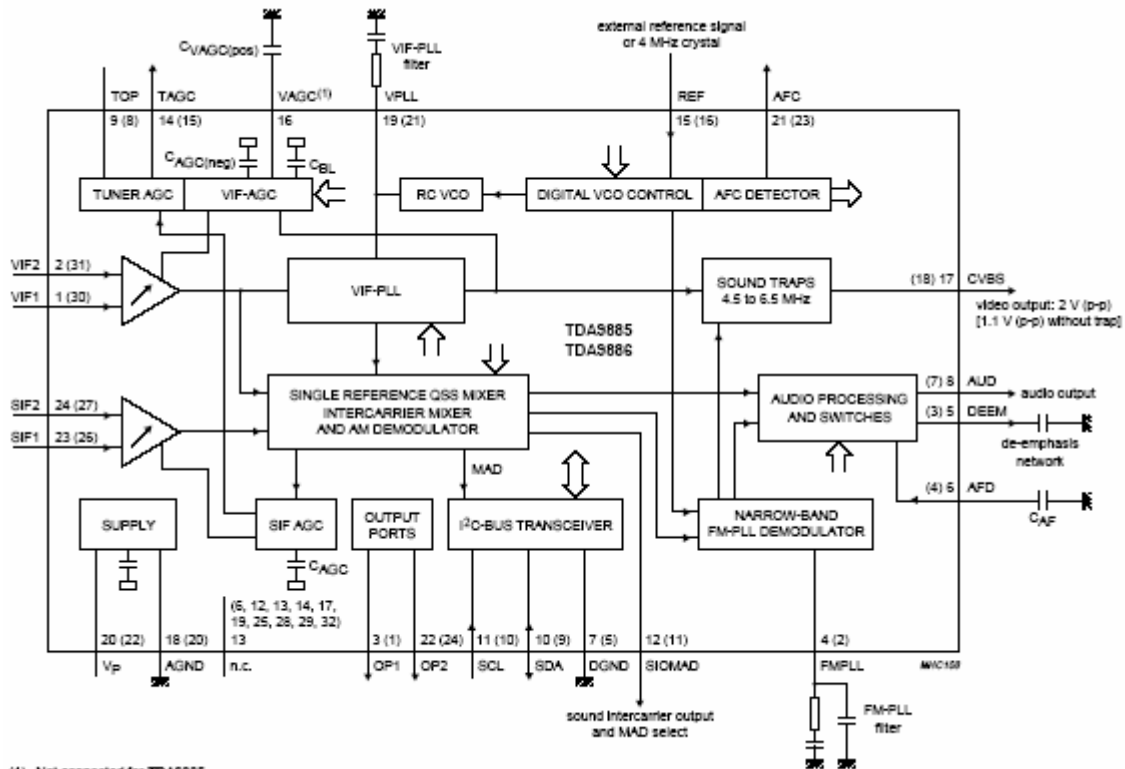 external reference signal
or 4 MHz crystal
CVAGC(pos)
VIF-PLL
filter
TOP
TAGC
VAGC(1)
VPLL
REF
AFC
9 (8)
14 (15)
16
19 (21)
15 (16)
21 (23)
CAGC(neg)
CBL
TUNER AGC
VIF-AGC
RC VCO
DIGITAL VCO CONTROL
AFC DETECTOR
VIF2
2 (31)
VIF1
1 (30)
VIF-PLL
SOUND TRAPS
4.5 to 6.5 MHz
(18) 17
CVBS
video output: 2 V (p-p)
[1.1 V (p-p) without trap]
TDA9885
TDA9886
SIF2
24 (27)
SIF1
23 (26)
SINGLE REFERENCE QSS MIXER
INTERCARRIER MIXER
AND AM DEMODULATOR
AUDIO PROCESSING
AND SWITCHES
(7) 8
AUD
audio output
(3) 5
DEEM
de-emphasis
network
(4) 6
AFD
CAF
MAD
SUPPLY
SIF AGC
CAGC
OUTPUT
PORTS
I2C-BUS TRANSCEIVER
NARROW-BAND
FM-PLL DEMODULATOR
(6, 12, 13, 14, 17,
19, 25, 28, 29, 32)
20 (22)
18 (20)
13
3 (1)
22 (24)
11 (10)
10 (9)
7 (5)
12 (11)
4 (2)
VP
AGND
n.c.
OP1
OP2
SCL
SDA
DGND
SIOMAD
FMPLL
sound intercarrier output
and MAD select
FM-PLL
filter